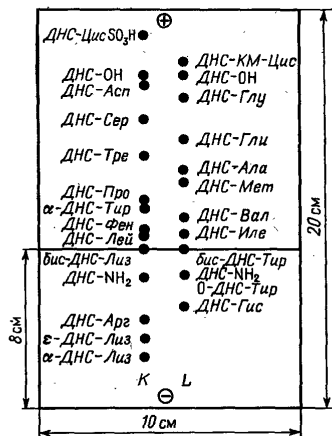 ⊕
ДНС-ЦисSO₃H
ДНС-КМ-Цис
ДНС-ОН
ДНС-ОН
ДНС-Асп
ДНС-Глу
ДНС-Сер
ДНС-Гли
ДНС-Тре
ДНС-Ала
ДНС-Мет
ДНС-Про
α-ДНС-Тир
ДНС-Вал
ДНС-Фен
ДНС-Лей
ДНС-Иле
бис-ДНС-Лиз
бис-ДНС-Тир
ДНС-NH₂
ДНС-NH₂
О-ДНС-Тир
ДНС-Гис
ДНС-Арг
ε-ДНС-Лиз
α-ДНС-Лиз
K L
⊖
8 см
20 см
10 см